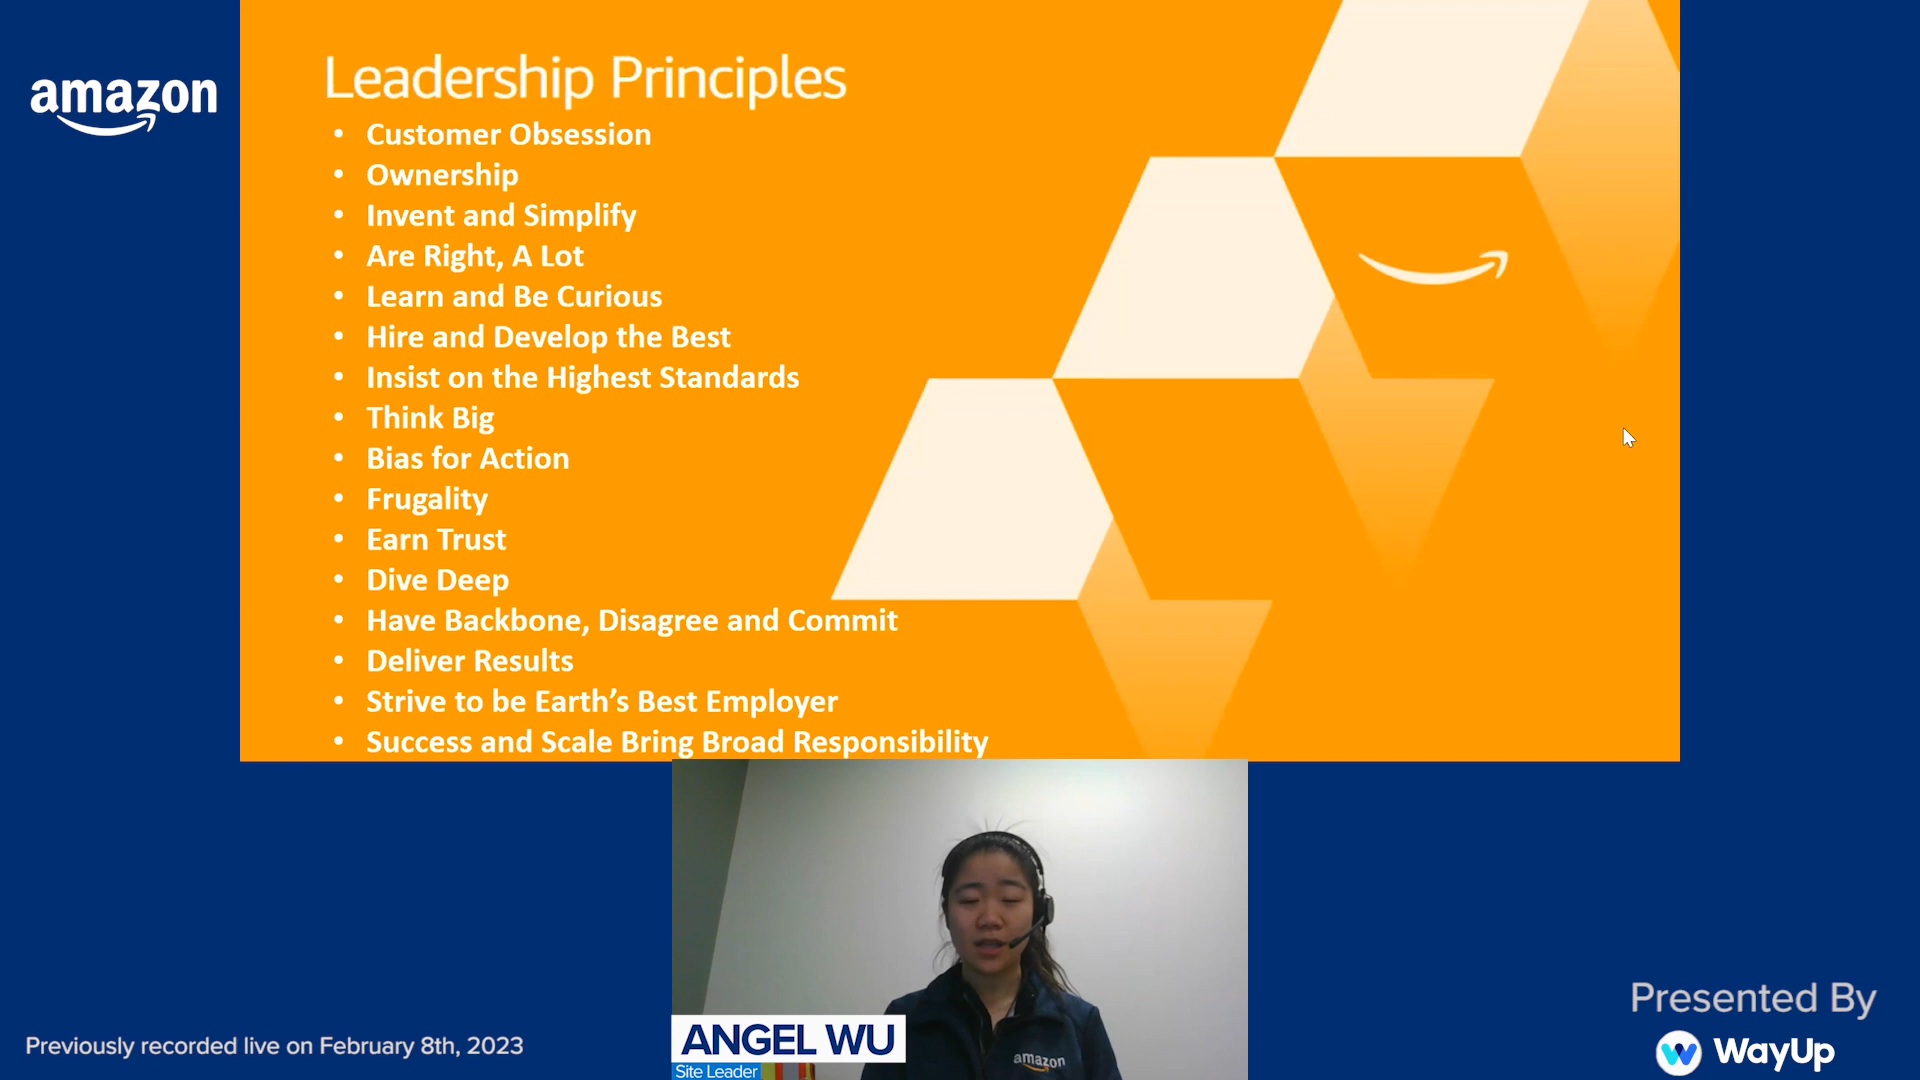 amazon
Leadership Principles
• Customer Obsession
• Ownership
• Invent and Simplify
• Are Right, A Lot
• Learn and Be Curious
• Hire and Develop the Best
• Insist on the Highest Standards
• Think Big
• Bias for Action
• Frugality
• Earn Trust
• Dive Deep
• Have Backbone, Disagree and Commit
• Deliver Results
• Strive to be Earth’s Best Employer
• Success and Scale Bring Broad Responsibility
amazon
ANGEL WU
Site Leader
Previously recorded live on February 8th, 2023
Presented By
WayUp